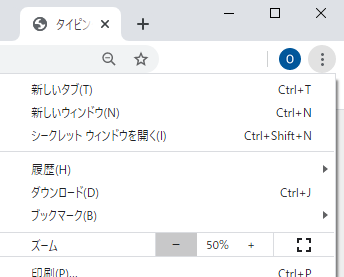 タイピン
O
新しいタブ(T) Ctrl+T
新しいウィンドウ(N) Ctrl+N
シークレット ウィンドウを開く(I) Ctrl+Shift+N
履歴(H)
ダウンロード(D) Ctrl+J
ブックマーク(B)
ズーム − 50% +
印刷(P)... Ctrl+P